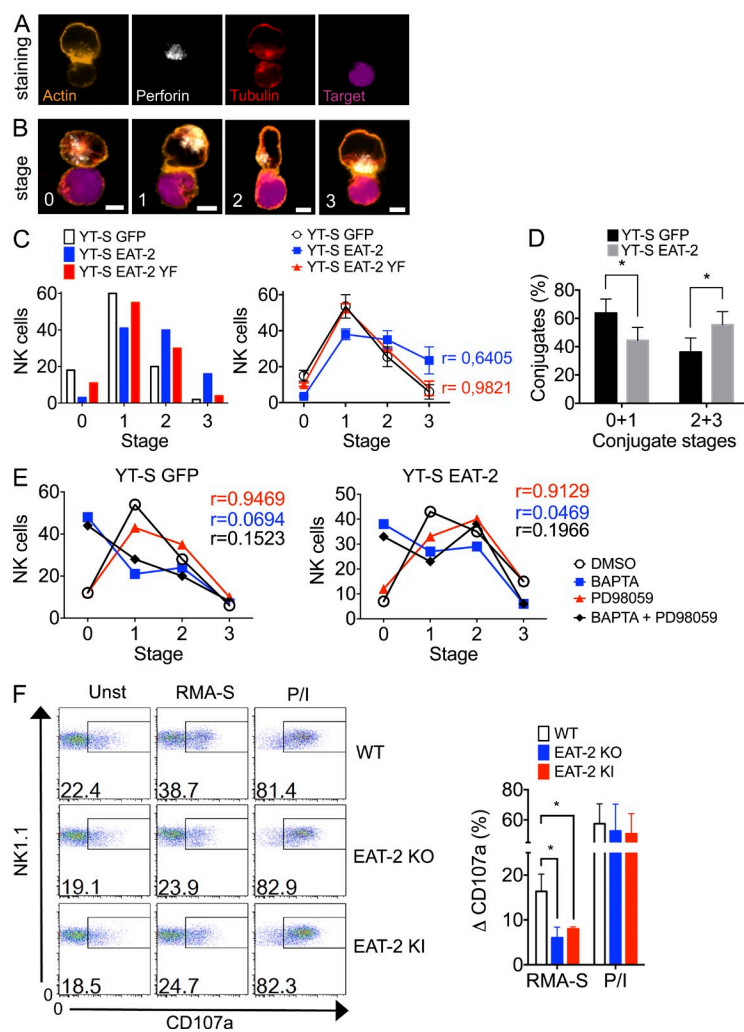 A
staining
Actin
Perforin
Tubulin
Target
B
stage
0
1
2
3
C
YT-S GFP
YT-S EAT-2
YT-S EAT-2 YF
NK cells
60
40
20
0
0 1 2 3
Stage
YT-S GFP
YT-S EAT-2
YT-S EAT-2 YF
NK cells
60
40
20
0
r= 0,6405
r= 0,9821
0 1 2 3
Stage
D
YT-S GFP
YT-S EAT-2
* *
Conjugates (%)
80
60
40
20
0
0+1 2+3
Conjugate stages
E
YT-S GFP
r=0.9469
r=0.0694
r=0.1523
NK cells
60
40
20
0
0 1 2 3
Stage
YT-S EAT-2
r=0.9129
r=0.0469
r=0.1966
NK cells
50
40
30
20
10
0
0 1 2 3
Stage
DMSO
BAPTA
PD98059
BAPTA + PD98059
F
Unst RMA-S P/I
22.4 38.7 81.4
WT
19.1 23.9 82.9
EAT-2 KO
18.5 24.7 82.3
EAT-2 KI
NK1.1
0
0
CD107a
WT
EAT-2 KO
EAT-2 KI
*
*
Δ CD107a (%)
80
60
20
10
0
RMA-S P/I